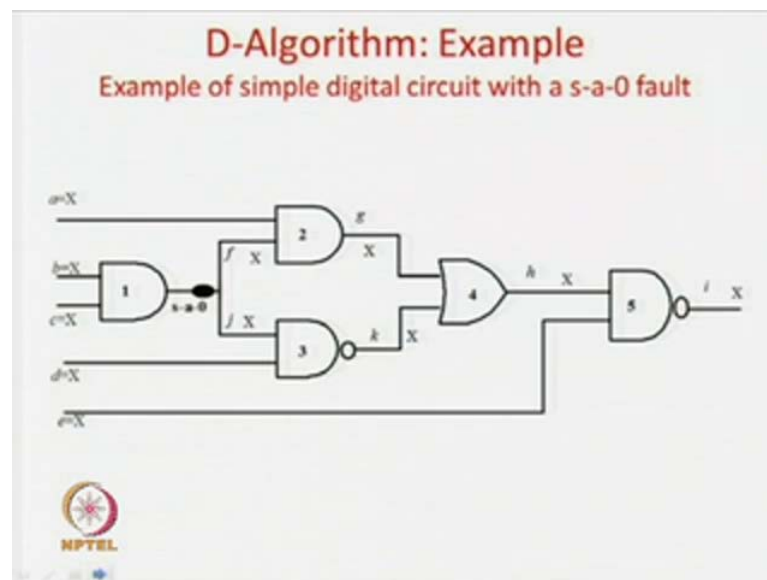 D-Algorithm: Example
Example of simple digital circuit with a s-a-0 fault
a=X
g
2
f X
X
b=X
h X
i X
1
4
5
s-a-0
c=X
j X
k X
3
d=X
e=X
NPTEL